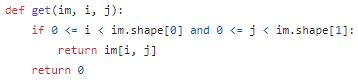 def get(im, i, j):
    if 0 <= i < im.shape[0] and 0 <= j < im.shape[1]:
        return im[i, j]
    return 0